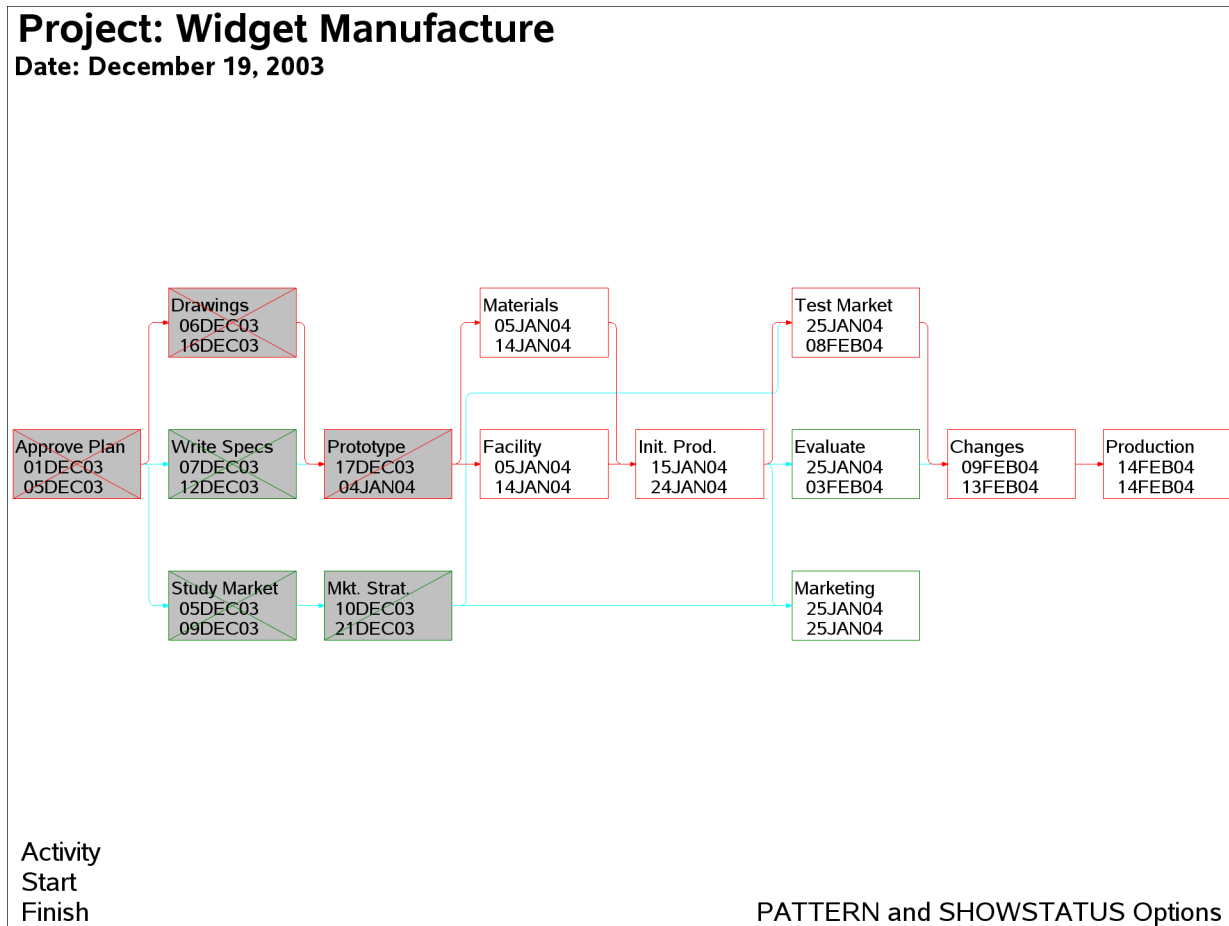 Project: Widget Manufacture
Date: December 19, 2003
Drawings
06DEC03
16DEC03
Materials
05JAN04
14JAN04
Test Market
25JAN04
08FEB04
Approve Plan
01DEC03
05DEC03
Write Specs
07DEC03
12DEC03
Prototype
17DEC03
04JAN04
Facility
05JAN04
14JAN04
Init. Prod.
15JAN04
24JAN04
Evaluate
25JAN04
03FEB04
Changes
09FEB04
13FEB04
Production
14FEB04
14FEB04
Study Market
05DEC03
09DEC03
Mkt. Strat.
10DEC03
21DEC03
Marketing
25JAN04
25JAN04
Activity
Start
Finish
PATTERN and SHOWSTATUS Options